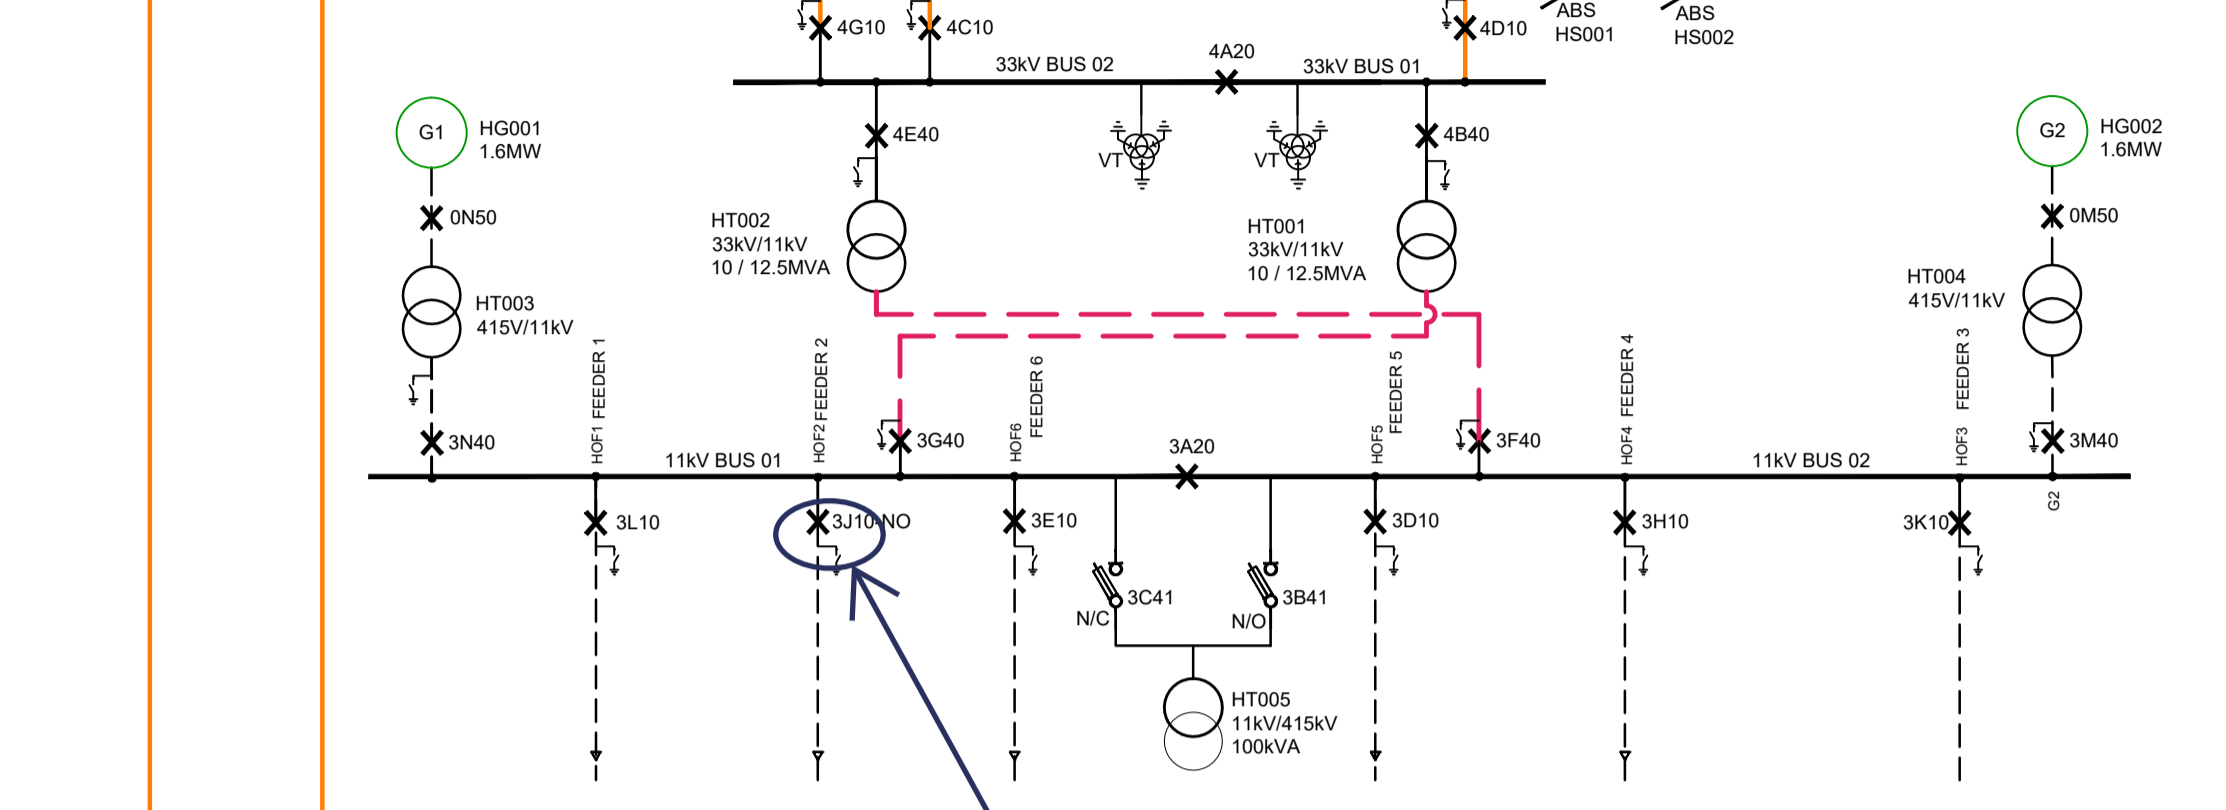 4G10
4C10
4D10
ABS
HS001
ABS
HS002
33kV BUS 02
4A20
33kV BUS 01
G1
HG001
1.6MW
4E40
VT
VT
4B40
G2
HG002
1.6MW
0N50
0M50
HT002
33kV/11kV
10 / 12.5MVA
HT001
33kV/11kV
10 / 12.5MVA
HT003
415V/11kV
HT004
415V/11kV
HOF1 FEEDER 1
HOF2 FEEDER 2
HOF6
FEEDER 6
HOF5
FEEDER 5
HOF4 FEEDER 4
HOF3 FEEDER 3
3N40
11kV BUS 01
3G40
3A20
3F40
11kV BUS 02
3M40
G2
3L10
3J10-NO
3E10
3D10
3H10
3K10
3C41
N/C
3B41
N/O
HT005
11kV/415kV
100kVA